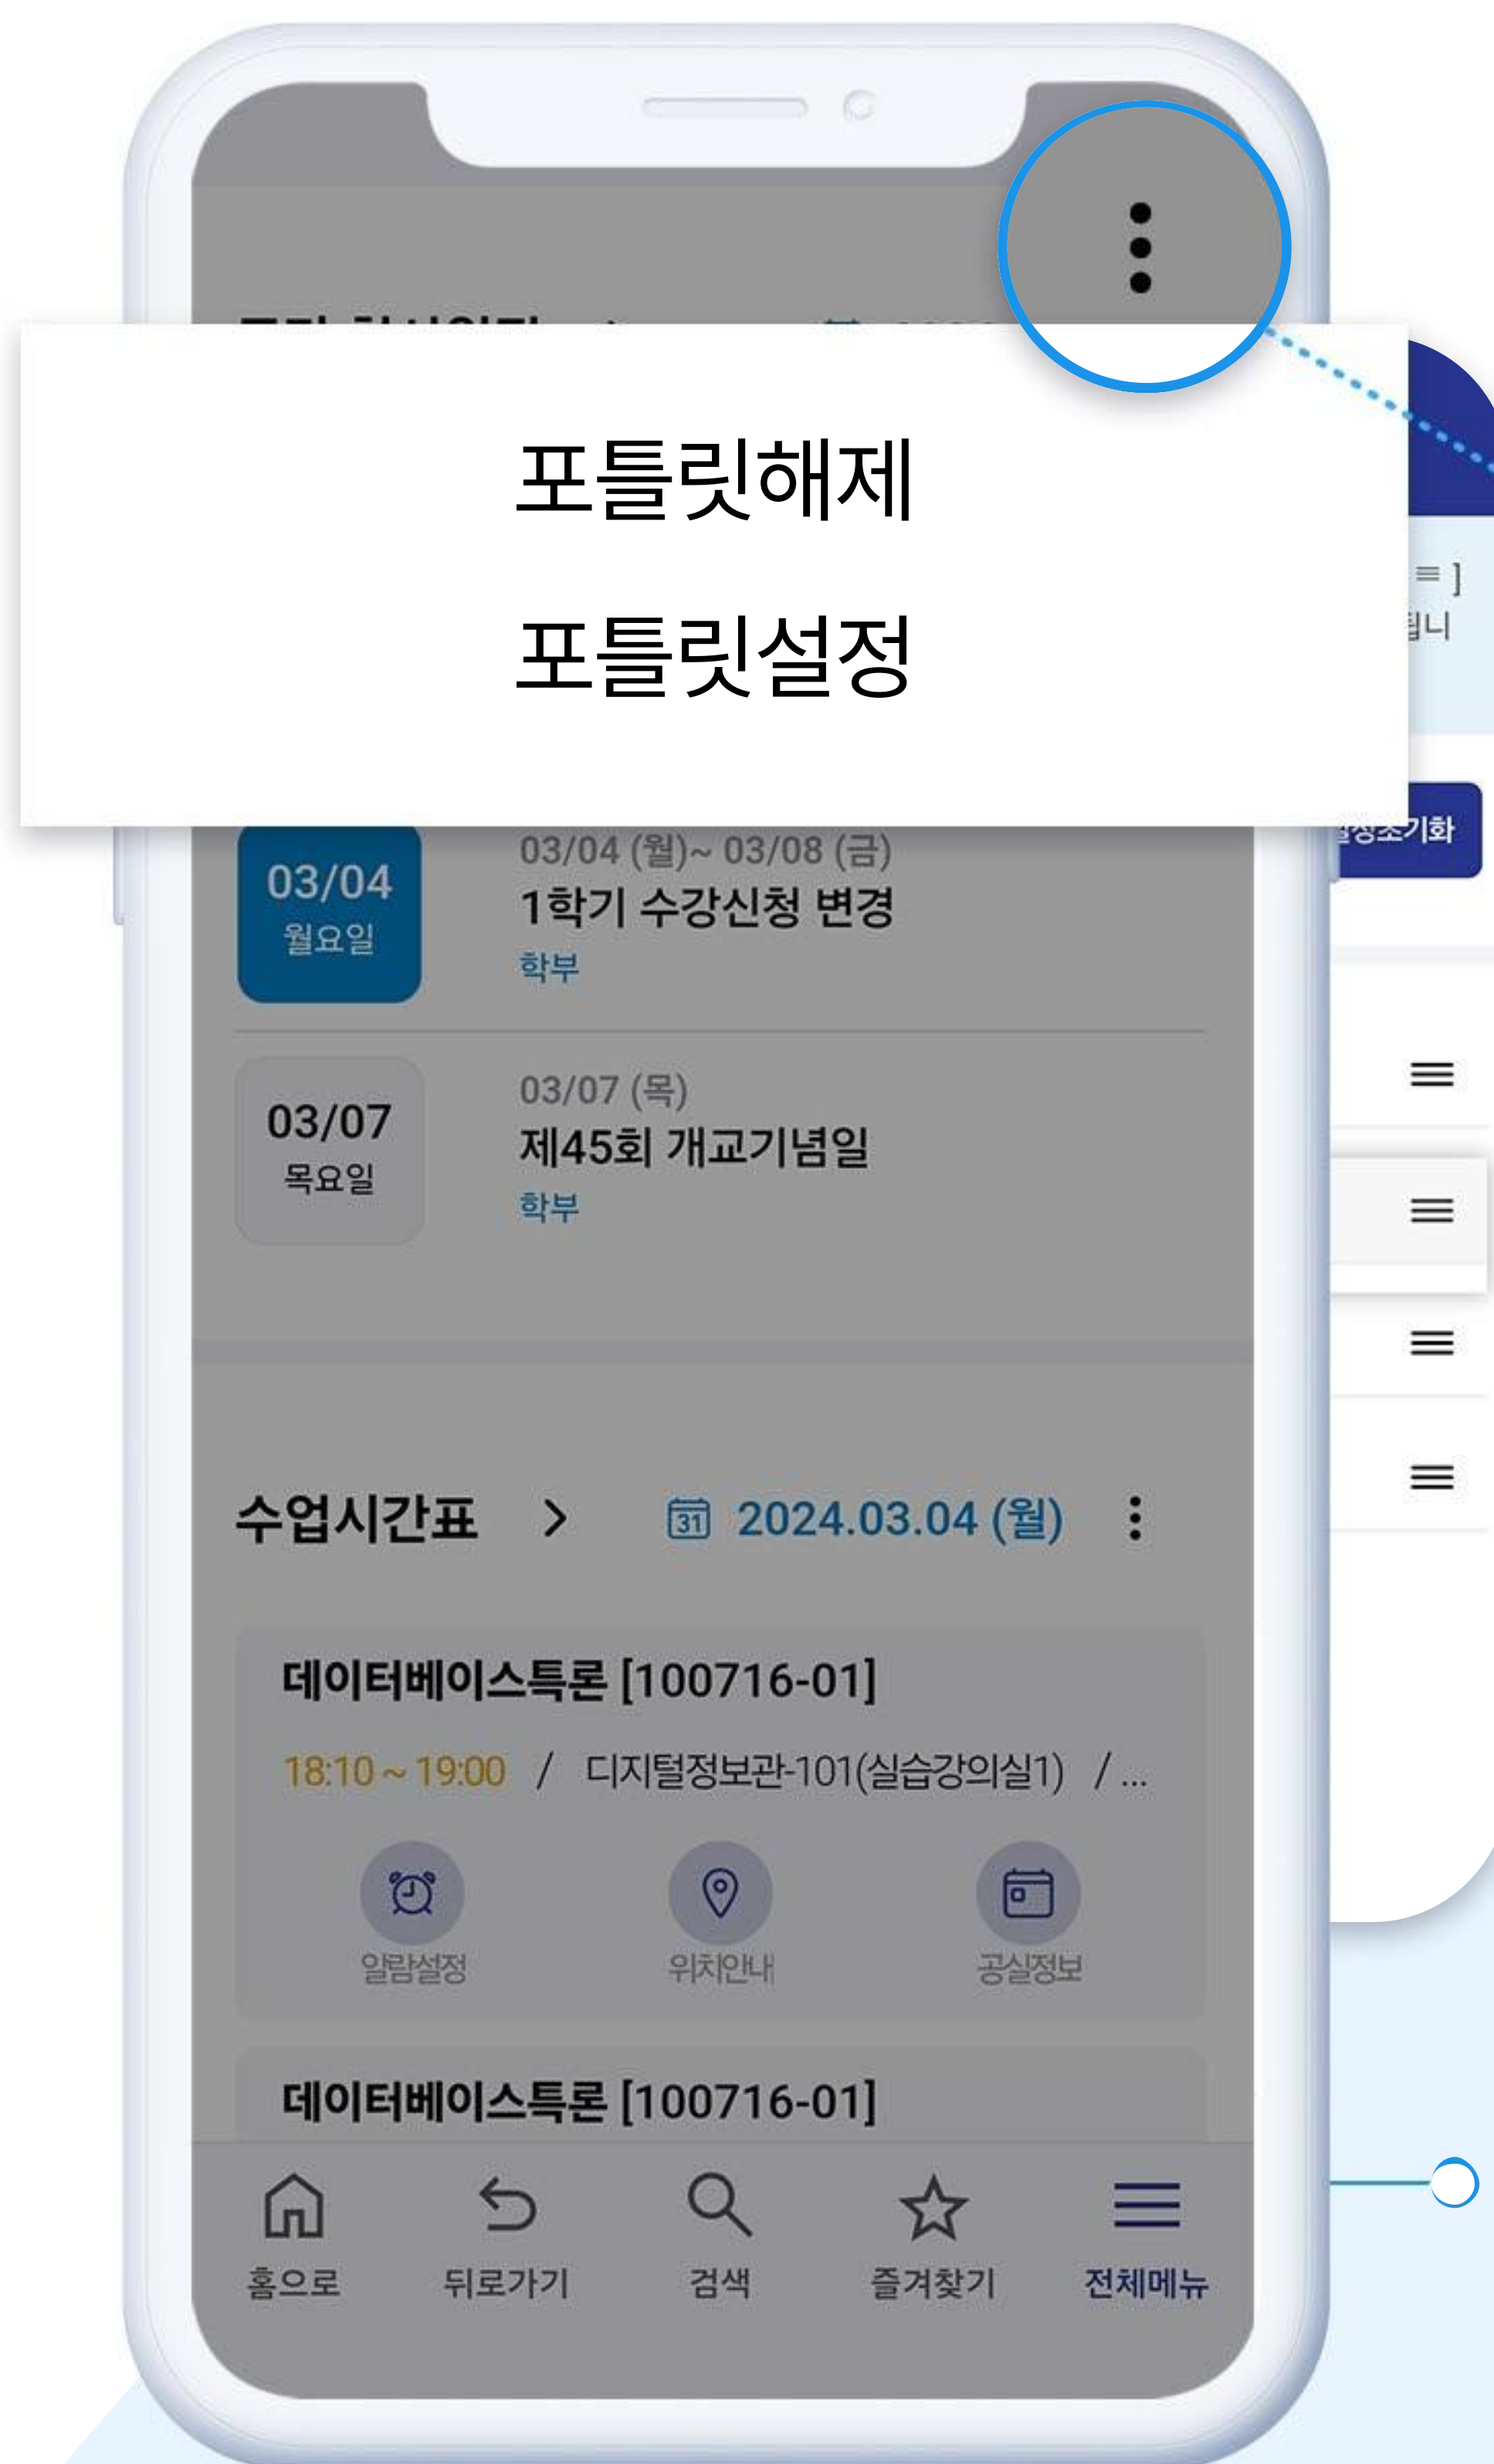 포틀릿해제
포틀릿설정
03/04
월요일
03/04 (월)~ 03/08 (금)
1학기 수강신청 변경
학부
03/07
목요일
03/07 (목)
제45회 개교기념일
학부
수업시간표 > 31 2024.03.04 (월)
데이터베이스특론 [100716-01]
18:10 ~ 19:00 / 디지털정보관-101(실습강의실1) / ...
알람설정 위치안내 공실정보
데이터베이스특론 [100716-01]
홈으로 뒤로가기 검색 즐겨찾기 전체메뉴